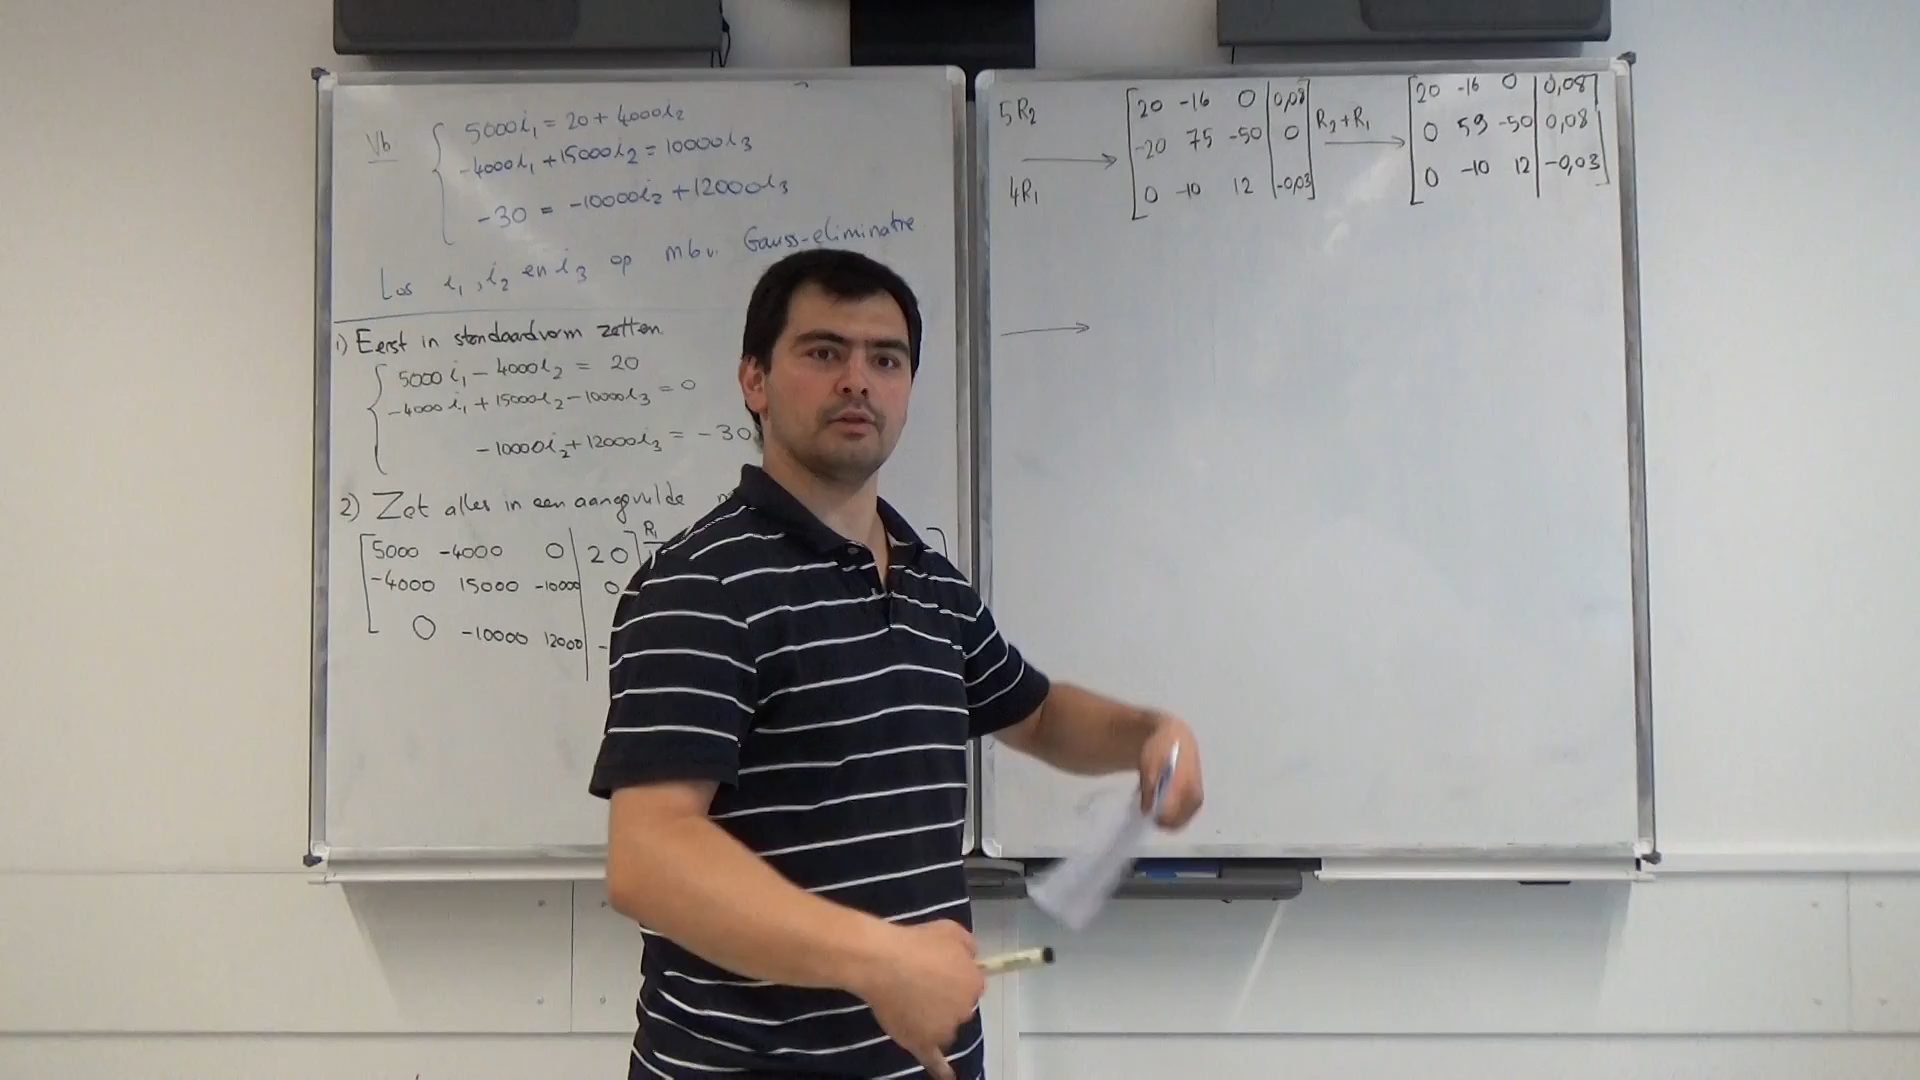 Vb
5000i₁ = 20 + 4000i₂
-4000i₁ + 15000i₂ = 10000i₃
-30 = -10000i₂ + 12000i₃
Los i₁, i₂ en i₃ op mbv. Gauss-eliminatie
1) Eerst in standaardvorm zetten
5000i₁ - 4000i₂ = 20
-4000i₁ + 15000i₂ - 10000i₃ = 0
-10000i₂ + 12000i₃ = -30
2) Zet alles in een aangevulde
5000 -4000 0 | 20 R₁
-4000 15000 -10000 | 0
0 -10000 12000 | -
5R₂
4R₁
20 -16 0 | 0,08
-20 75 -50 | 0
0 -10 12 | -0,03
R₂+R₁
20 -16 0 | 0,08
0 59 -50 | 0,08
0 -10 12 | -0,03